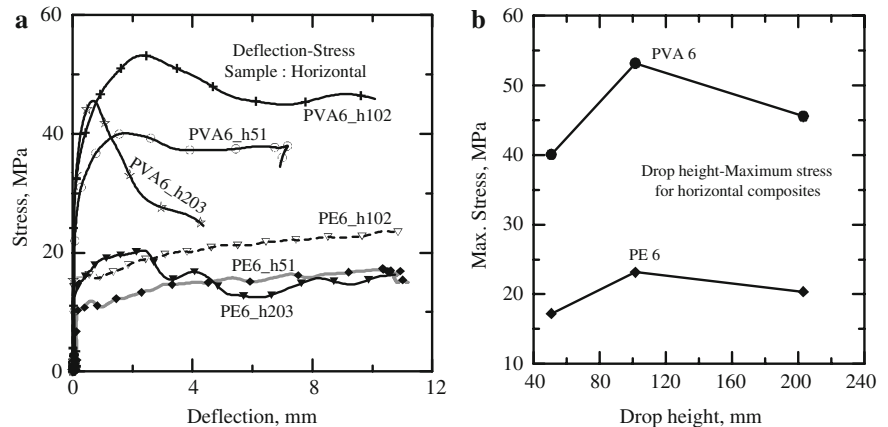 a
60
40
20
0
Stress, MPa
Deflection-Stress
Sample : Horizontal
PVA6_h102
PVA6_h51
PVA6_h203
PE6_h102
PE6_h51
PE6_h203
0
4
8
12
Deflection, mm
b
60
50
40
30
20
10
Max. Stress, MPa
PVA 6
Drop height-Maximum stress
for horizontal composites
PE 6
40
80
120
160
200
240
Drop height, mm